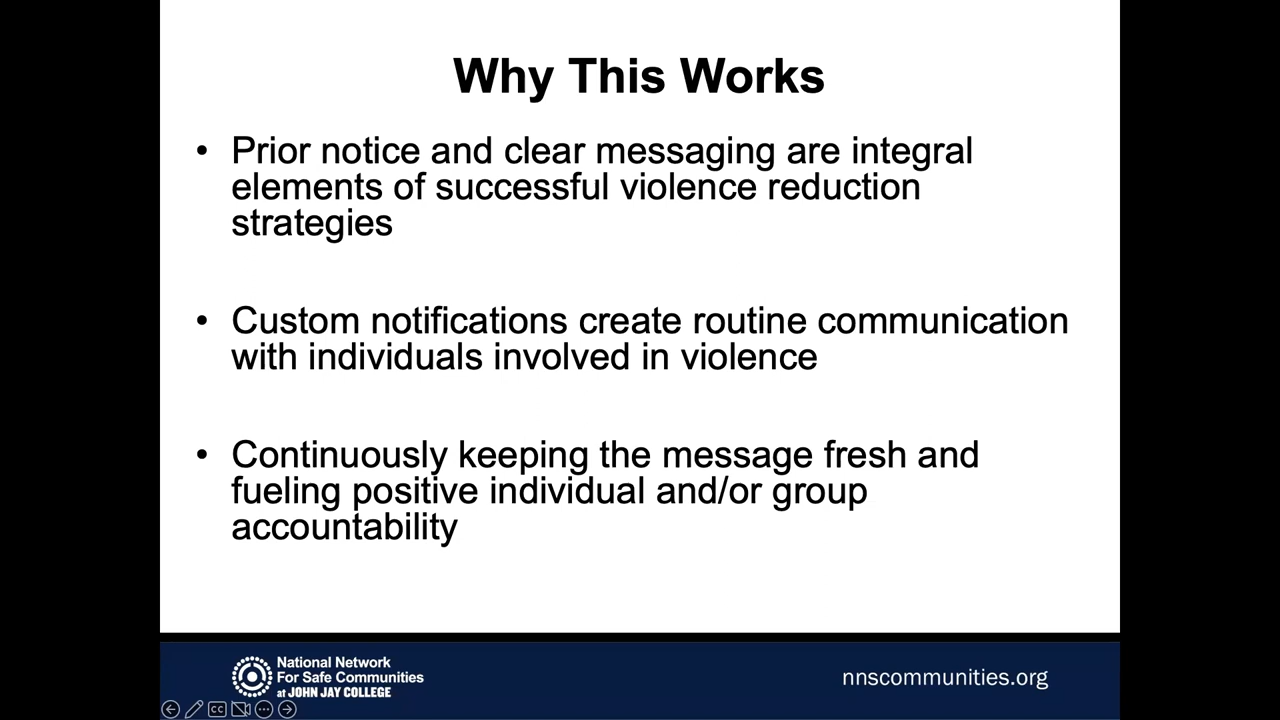 Why This Works
• Prior notice and clear messaging are integral
elements of successful violence reduction
strategies
• Custom notifications create routine communication
with individuals involved in violence
• Continuously keeping the message fresh and
fueling positive individual and/or group
accountability
National Network
For Safe Communities
at JOHN JAY COLLEGE
nnscommunities.org
CC